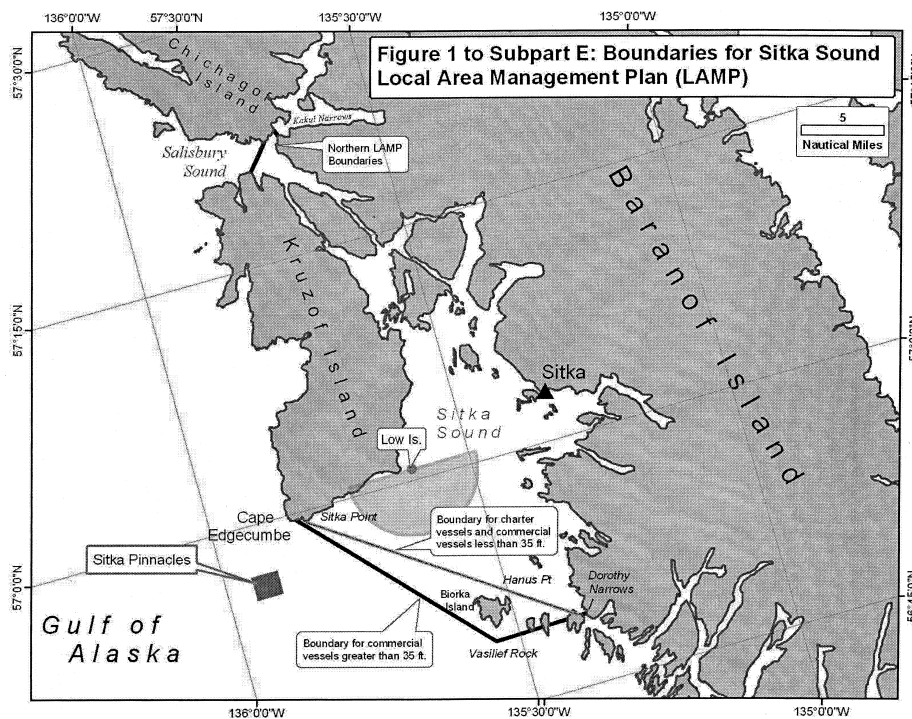 136°0'0"W
135°30'0"W
135°0'0"W
57°30'0"N
Figure 1 to Subpart E: Boundaries for Sitka Sound
Local Area Management Plan (LAMP)
Chichagof
Island
5
Nautical Miles
Kakul Narrows
Northern LAMP
Boundaries
Salisbury
Sound
Baranof Island
Kruzof Island
57°15'0"N
Sitka
Sitka
Sound
Low Is.
Sitka Point
Cape
Edgecumbe
Boundary for charter
vessels and commercial
vessels less than 35 ft.
Sitka Pinnacles
Hanus Pt
Dorothy
Narrows
57°0'0"N
Biorka
Island
Gulf of
Alaska
Boundary for commercial
vessels greater than 35 ft.
Vasilief Rock
136°0'0"W
135°30'0"W
135°0'0"W